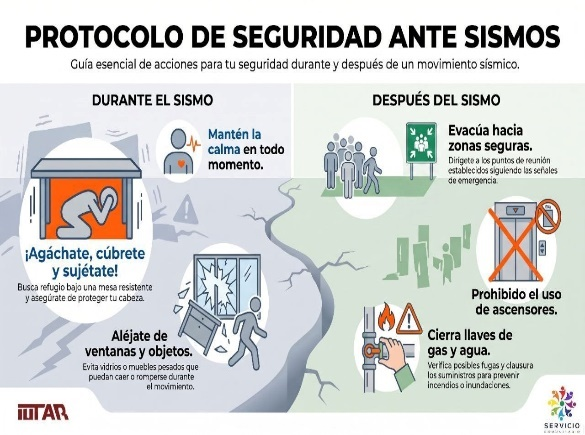 PROTOCOLO DE SEGURIDAD ANTE SISMOS
Guía esencial de acciones para tu seguridad durante y después de un movimiento sísmico.
DURANTE EL SISMO
Mantén la
calma en todo
momento.
¡Agáchate, cúbrete
y sujétate!
Busca refugio bajo una mesa resistente
y asegúrate de proteger tu cabeza.
Aléjate de
ventanas y objetos.
Evita vidrios o muebles pesados que
puedan caer o romperse durante
el movimiento.
DESPUÉS DEL SISMO
Evacúa hacia
zonas seguras.
Dirígete a los puntos de reunión
establecidos siguiendo las señales
de emergencia.
Prohibido el uso
de ascensores.
Cierra llaves de
gas y agua.
Verifica posibles fugas y clausura
los suministros para prevenir
incendios o inundaciones.
IUTAR
SERVICIO